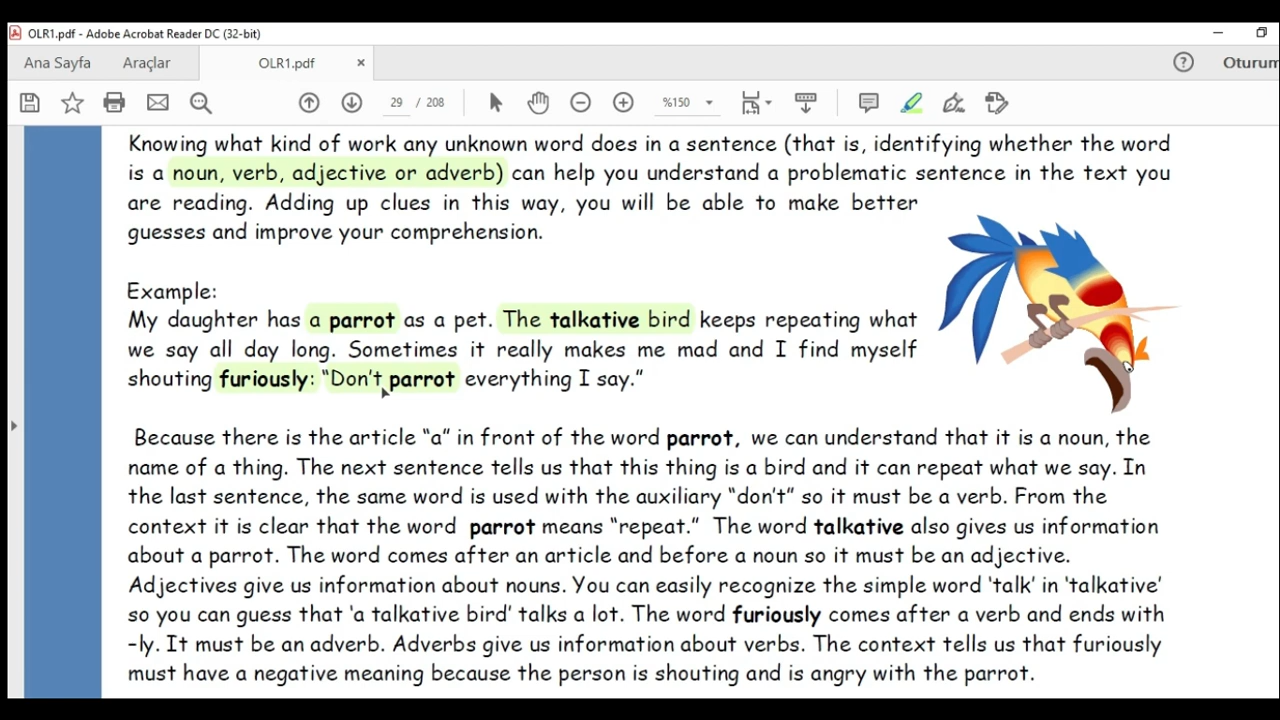 OLR1.pdf - Adobe Acrobat Reader DC (32-bit)
Ana Sayfa Araçlar OLR1.pdf × ? Oturum
29 / 208 %150
Knowing what kind of work any unknown word does in a sentence (that is, identifying whether the word
is a noun, verb, adjective or adverb) can help you understand a problematic sentence in the text you
are reading. Adding up clues in this way, you will be able to make better
guesses and improve your comprehension.
Example:
My daughter has a parrot as a pet. The talkative bird keeps repeating what
we say all day long. Sometimes it really makes me mad and I find myself
shouting furiously: “Don’t parrot everything I say.”
Because there is the article “a” in front of the word parrot, we can understand that it is a noun, the
name of a thing. The next sentence tells us that this thing is a bird and it can repeat what we say. In
the last sentence, the same word is used with the auxiliary “don’t” so it must be a verb. From the
context it is clear that the word parrot means “repeat.” The word talkative also gives us information
about a parrot. The word comes after an article and before a noun so it must be an adjective.
Adjectives give us information about nouns. You can easily recognize the simple word ‘talk’ in ‘talkative’
so you can guess that ‘a talkative bird’ talks a lot. The word furiously comes after a verb and ends with
–ly. It must be an adverb. Adverbs give us information about verbs. The context tells us that furiously
must have a negative meaning because the person is shouting and is angry with the parrot.